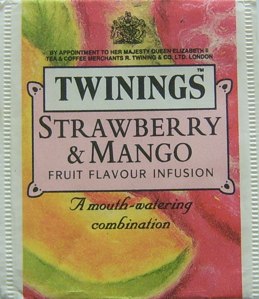 BY APPOINTMENT TO HER MAJESTY QUEEN ELIZABETH II
TEA & COFFEE MERCHANTS R. TWINING & CO. LTD. LONDON
TWININGS™
STRAWBERRY
& MANGO
FRUIT FLAVOUR INFUSION
A mouth-watering
combination